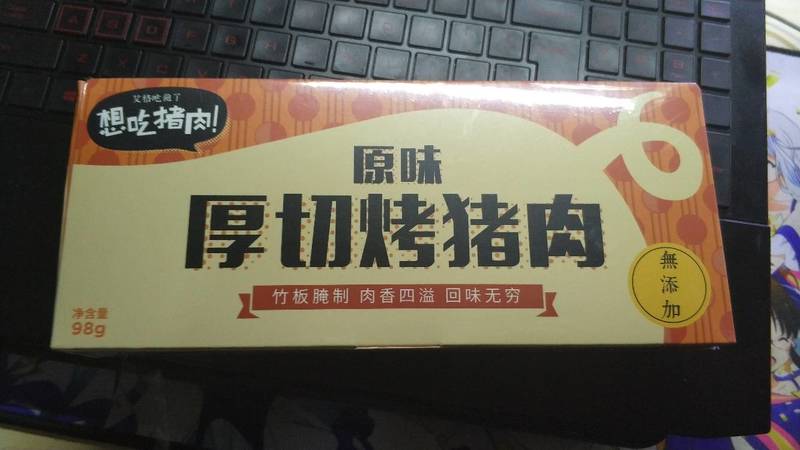 艾格吃饱了
想吃猪肉!
原味
厚切烤猪肉
竹板腌制 肉香四溢 回味无穷
無添加
净含量
98g